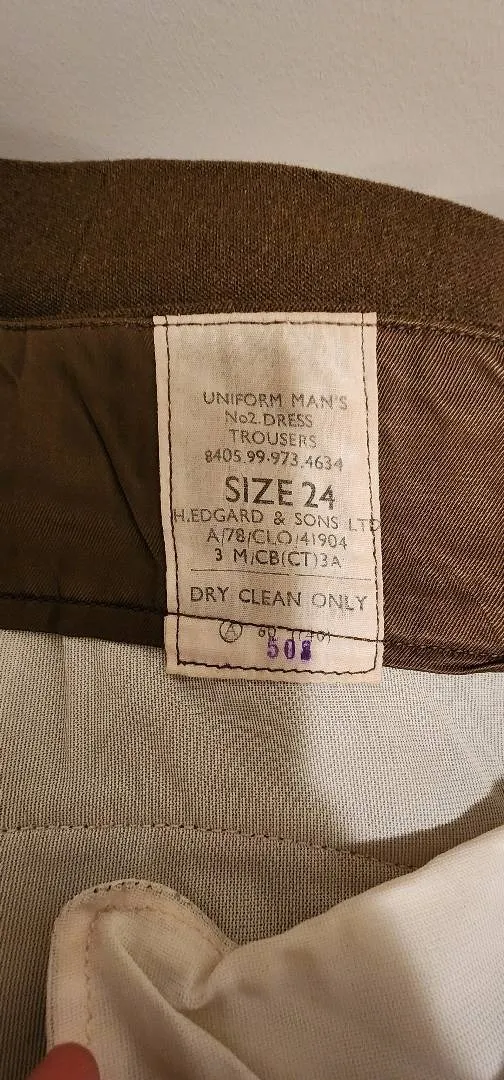 UNIFORM MAN'S
No2. DRESS
TROUSERS
8405.99.973.4634
SIZE 24
H.EDGARD & SONS LTD
A/78/CLO/41904
3 M/CB(CT)3A
DRY CLEAN ONLY
A